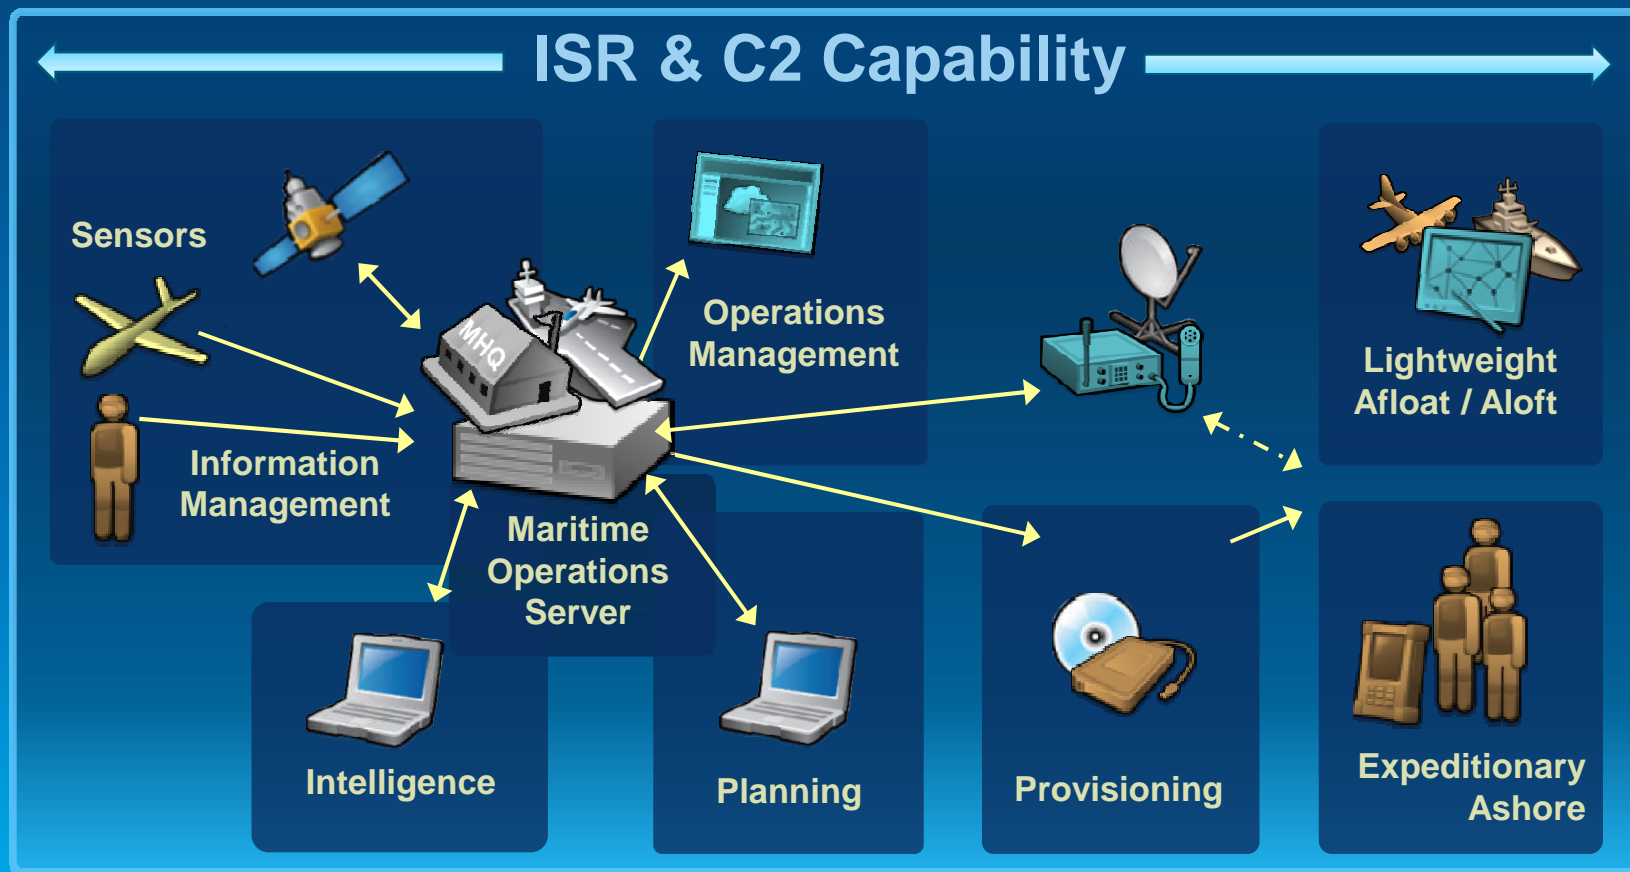 ISR & C2 Capability
Sensors
MHQ
Information
Management
Operations
Management
Maritime
Operations
Server
Intelligence
Planning
Provisioning
Lightweight
Afloat / Aloft
Expeditionary
Ashore